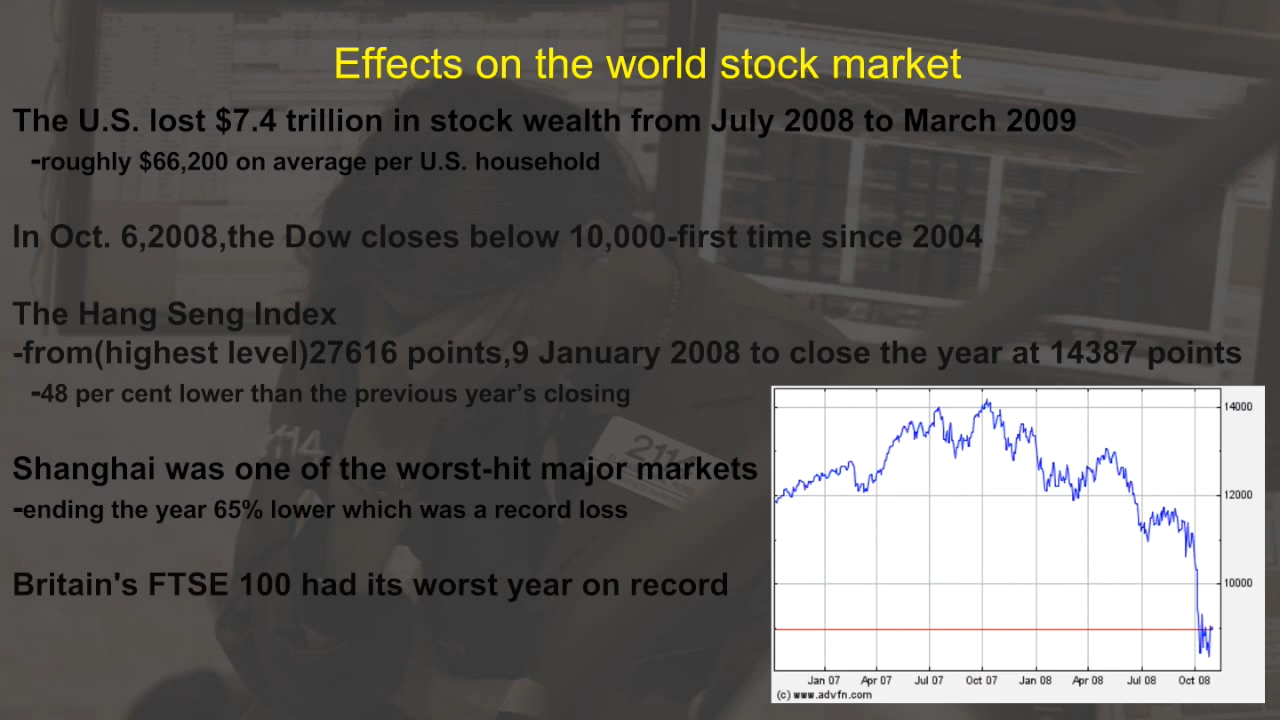 Effects on the world stock market
The U.S. lost $7.4 trillion in stock wealth from July 2008 to March 2009
-roughly $66,200 on average per U.S. household
In Oct. 6,2008,the Dow closes below 10,000-first time since 2004
The Hang Seng Index
-from(highest level)27616 points,9 January 2008 to close the year at 14387 points
-48 per cent lower than the previous year’s closing
2114
2114
Shanghai was one of the worst-hit major markets
-ending the year 65% lower which was a record loss
Britain's FTSE 100 had its worst year on record
14000
12000
10000
Jan 07 Apr 07 Jul 07 Oct 07 Jan 08 Apr 08 Jul 08 Oct 08
(c) www.advfn.com